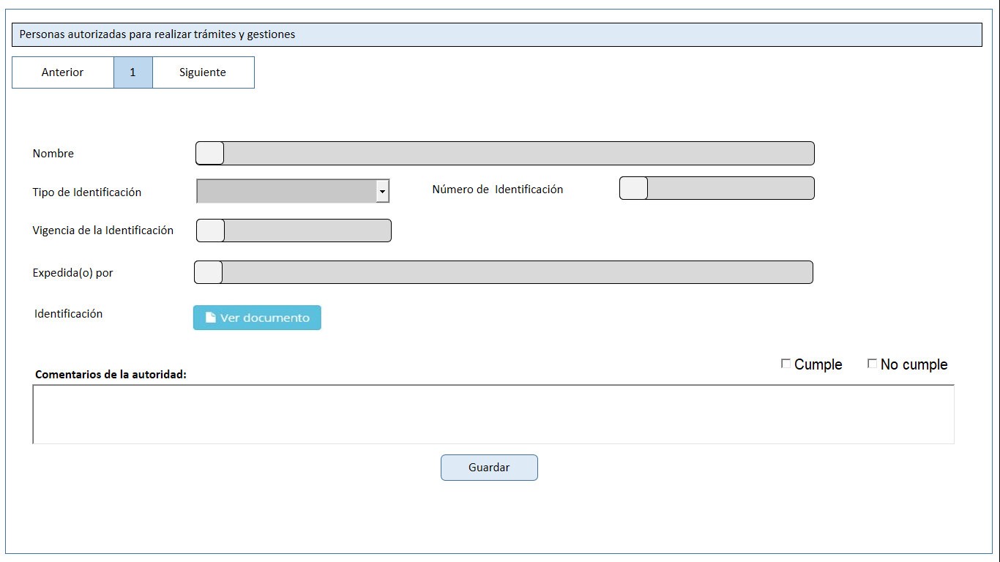 Personas autorizadas para realizar trámites y gestiones
Anterior 1 Siguiente
Nombre
Tipo de Identificación Número de Identificación
Vigencia de la Identificación
Expedida(o) por
Identificación Ver documento
Cumple No cumple
Comentarios de la autoridad:
Guardar